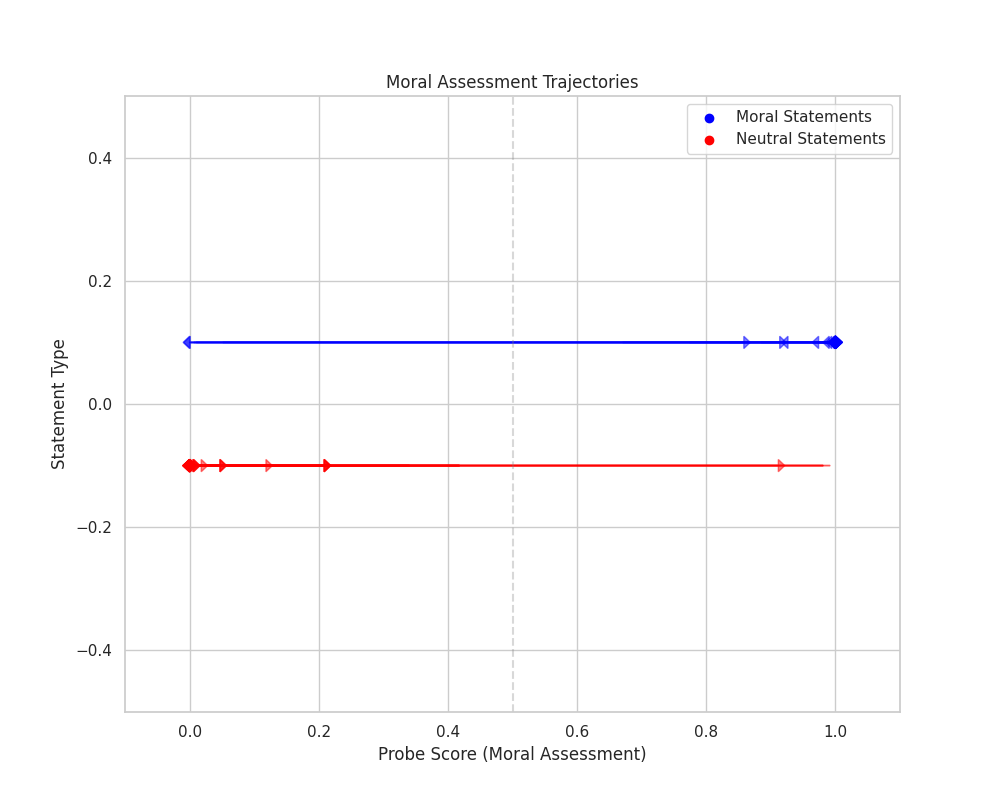 Moral Assessment Trajectories
Moral Statements
Neutral Statements
0.4
0.2
0.0
−0.2
−0.4
Statement Type
0.0 0.2 0.4 0.6 0.8 1.0
Probe Score (Moral Assessment)